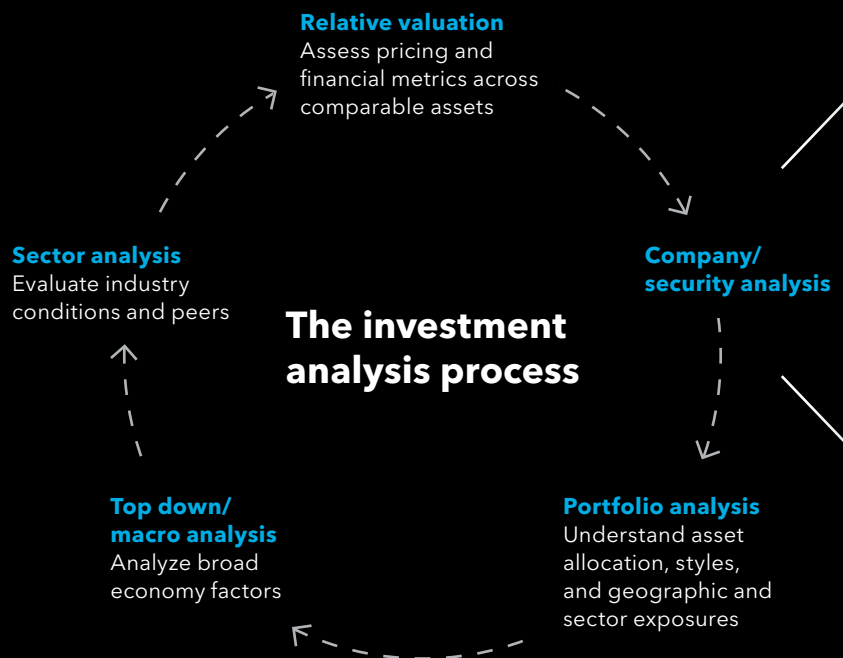 Relative valuation
Assess pricing and
financial metrics across
comparable assets
Sector analysis
Evaluate industry
conditions and peers
Company/
security analysis
The investment
analysis process
Top down/
macro analysis
Analyze broad
economy factors
Portfolio analysis
Understand asset
allocation, styles,
and geographic and
sector exposures